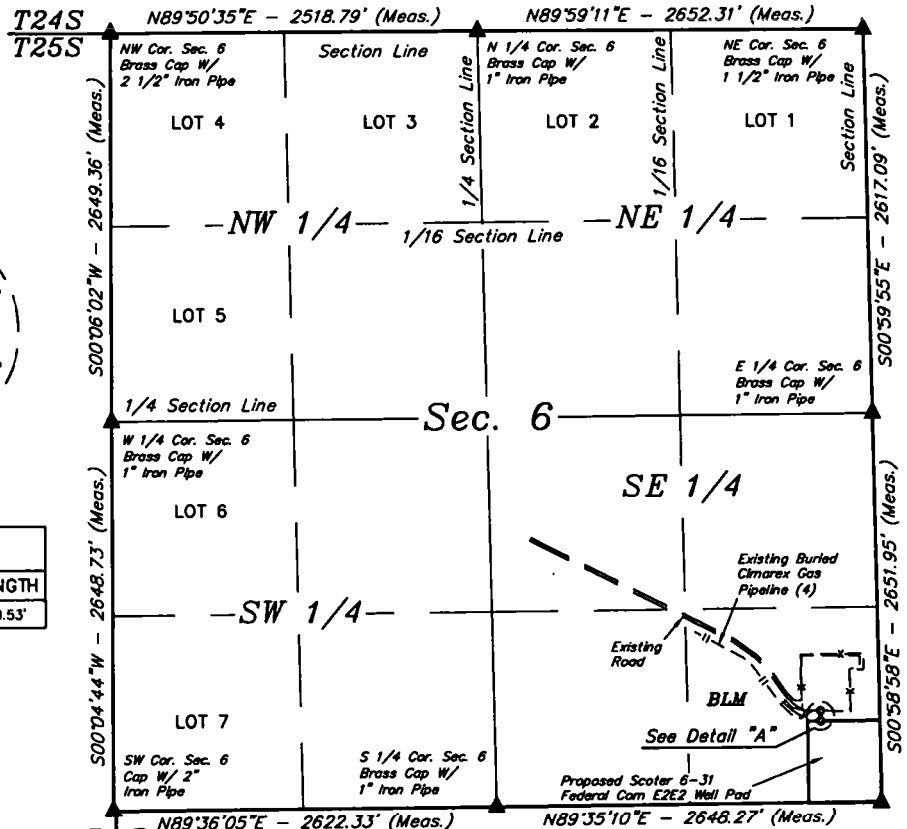 T24S
T25S
N89°50'35"E - 2518.79' (Meas.)
N89°59'11"E - 2652.31' (Meas.)
NW Cor. Sec. 6
Brass Cap W/
2 1/2" Iron Pipe
Section Line
N 1/4 Cor. Sec. 6
Brass Cap W/
1" Iron Pipe
NE Cor. Sec. 6
Brass Cap W/
1 1/2" Iron Pipe
LOT 4
LOT 3
LOT 2
LOT 1
1/4 Section Line
1/16 Section Line
Section Line
S00°06'02"W - 2649.36' (Meas.)
S00°59'55"E - 2617.09' (Meas.)
NW 1/4
NE 1/4
1/16 Section Line
LOT 5
E 1/4 Cor. Sec. 6
Brass Cap W/
1" Iron Pipe
1/4 Section Line
Sec. 6
W 1/4 Cor. Sec. 6
Brass Cap W/
1" Iron Pipe
SE 1/4
LOT 6
S00°04'44"W - 2648.73' (Meas.)
S00°58'58"E - 2651.95' (Meas.)
NGTH
.53'
Existing Buried
Cimarex Gas
Pipeline (4)
SW 1/4
Existing
Road
BLM
LOT 7
See Detail "A"
SW Cor. Sec. 6
Cap W/ 2"
Iron Pipe
S 1/4 Cor. Sec. 6
Brass Cap W/
1" Iron Pipe
Proposed Scoter 6-31
Federal Com E2E2 Well Pad
N89°36'05"E - 2622.33' (Meas.)
N89°35'10"E - 2648.27' (Meas.)